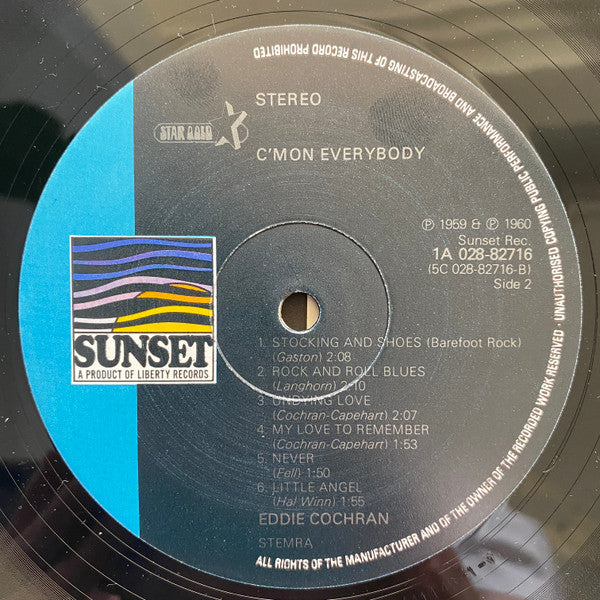 STEREO
STAR GOLD
C'MON EVERYBODY
Ⓟ 1959 & Ⓟ 1960
Sunset Rec.
1A 028-82716
(5C 028-82716-B)
Side 2
SUNSET
A PRODUCT OF LIBERTY RECORDS
1. STOCKING AND SHOES (Barefoot Rock)
(Gaston) 2:08
2. ROCK AND ROLL BLUES
(Langhorn) 2:10
3. UNDYING LOVE
(Cochran-Capehart) 2:07
4. MY LOVE TO REMEMBER
(Cochran-Capehart) 1:53
5. NEVER
(Fell) 1:50
6. LITTLE ANGEL
(Hal Winn) 1:55
EDDIE COCHRAN
STEMRA
ALL RIGHTS OF THE MANUFACTURER AND OF THE OWNER OF THE RECORDED WORK RESERVED · UNAUTHORISED COPYING PUBLIC PERFORMANCE AND BROADCASTING OF THIS RECORD PROHIBITED